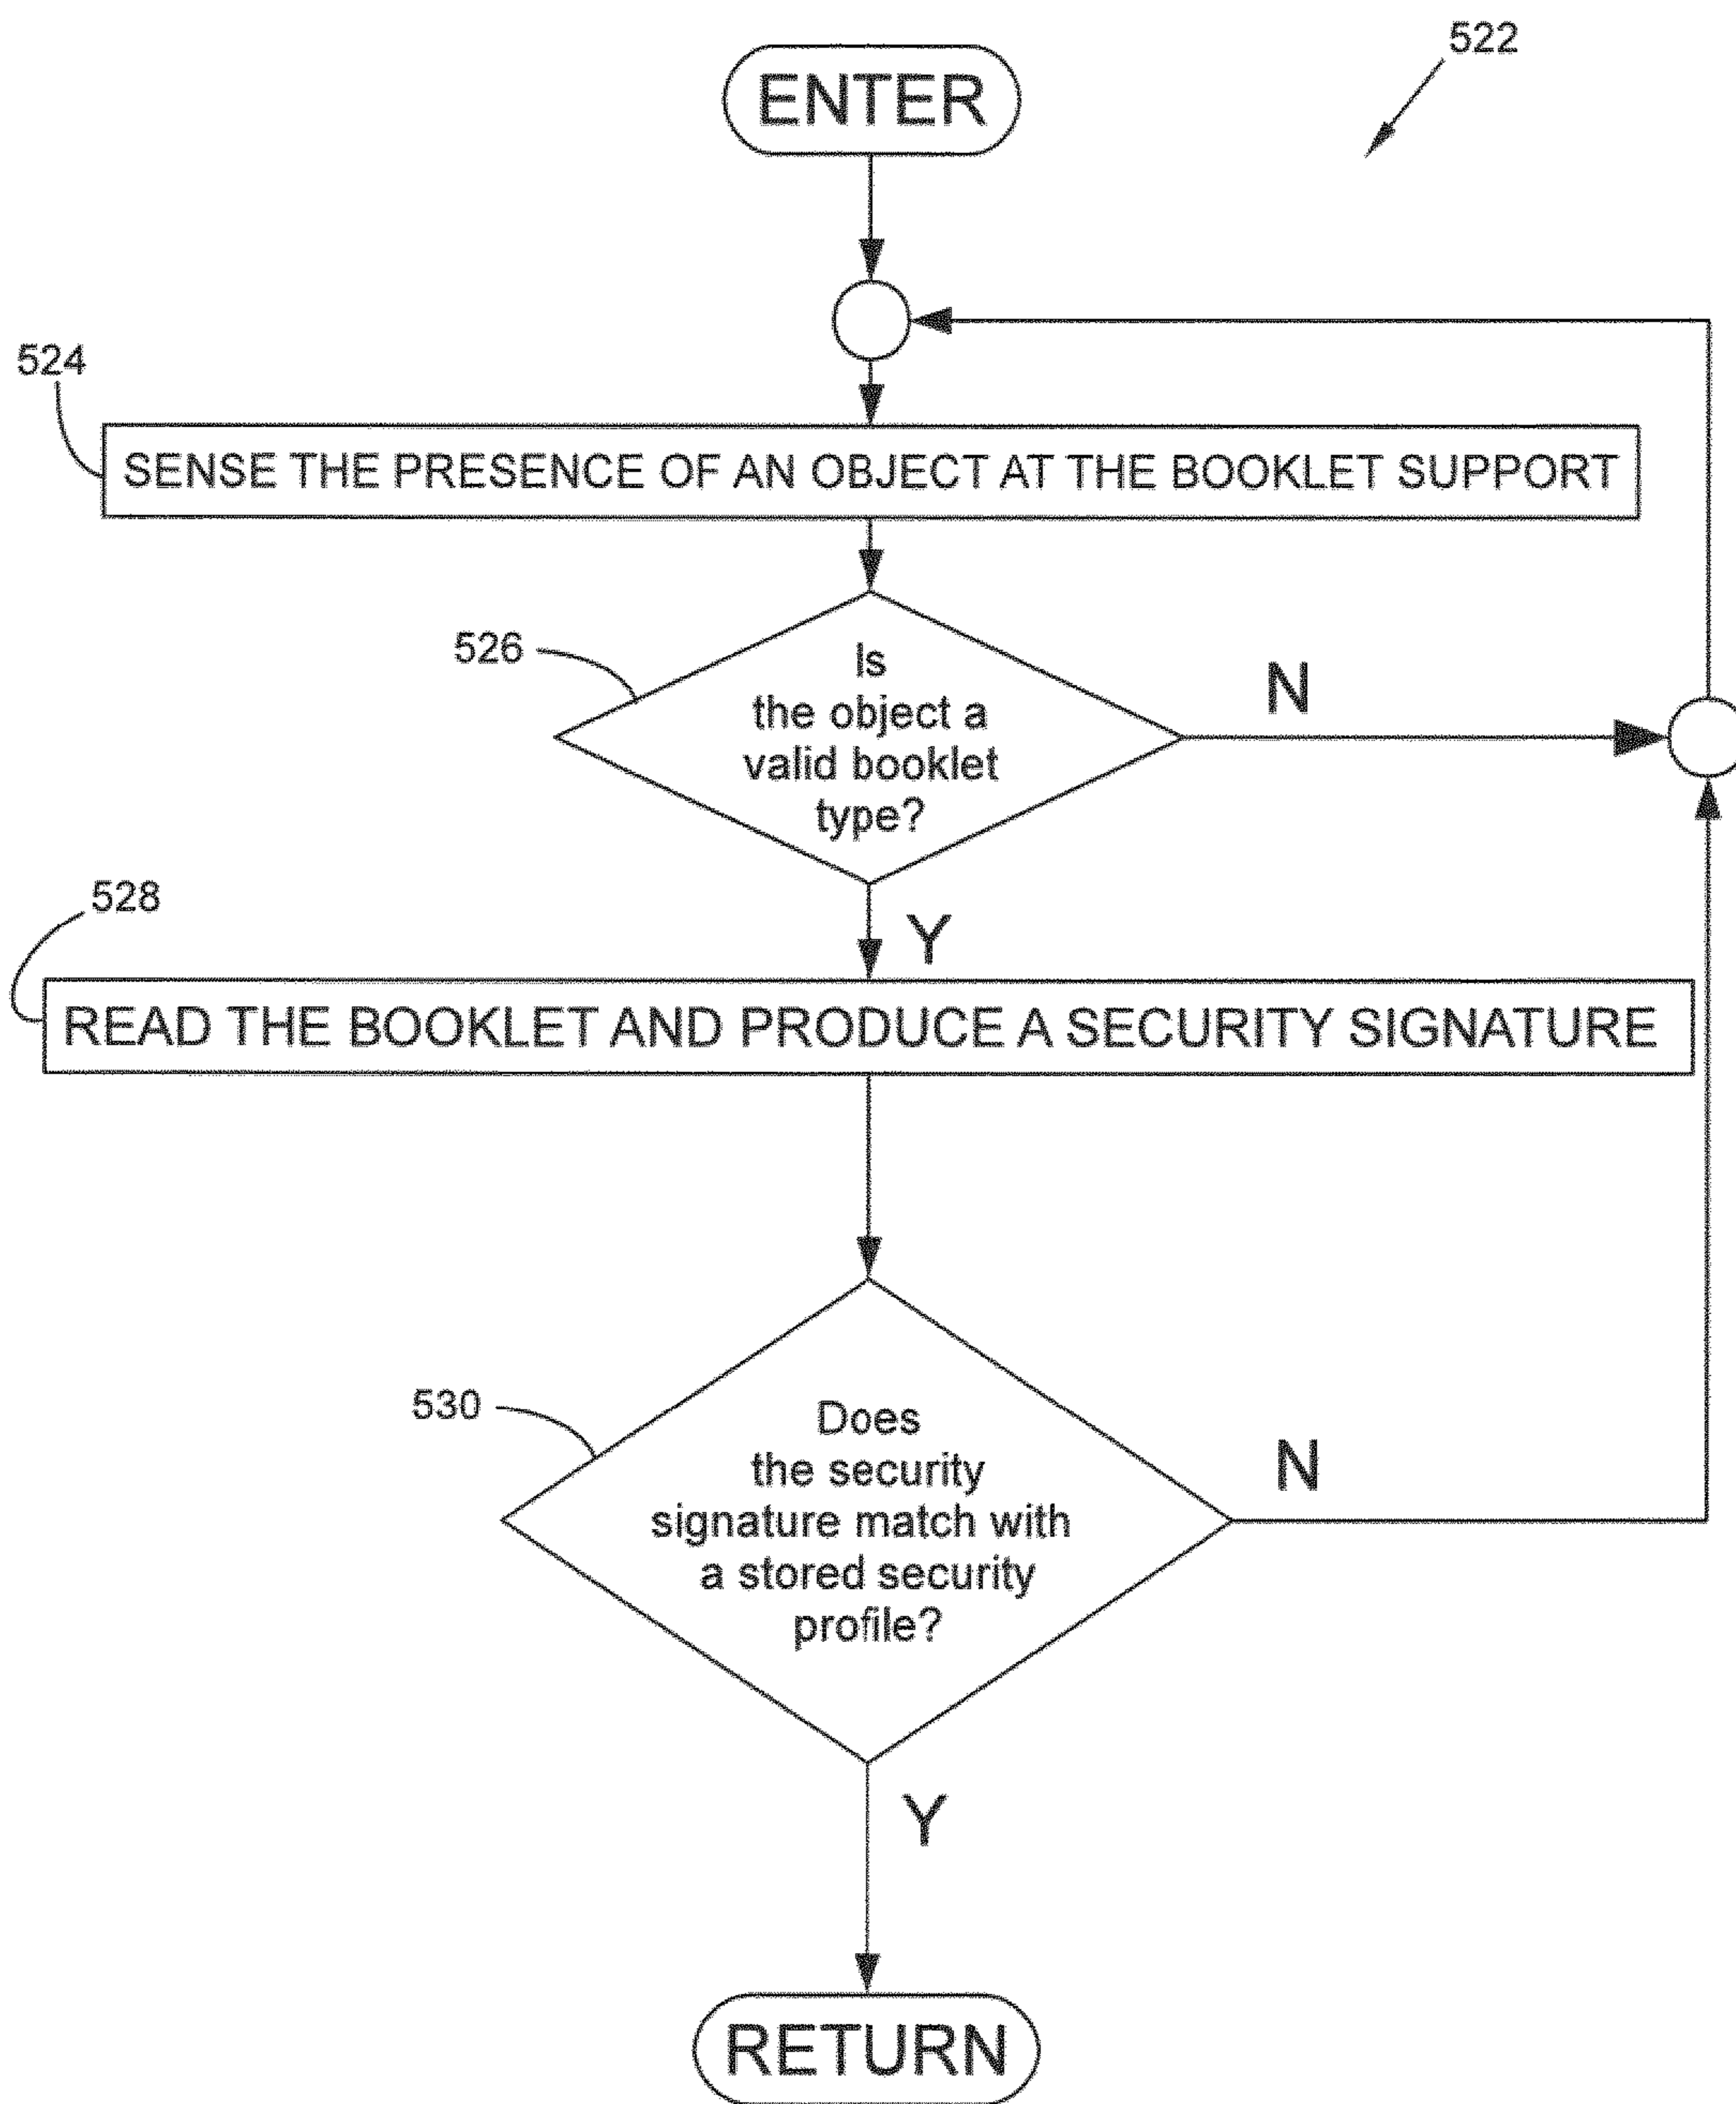 522
ENTER
524
SENSE THE PRESENCE OF AN OBJECT AT THE BOOKLET SUPPORT
526
Is
the object a
valid booklet
type?
N
Y
528
READ THE BOOKLET AND PRODUCE A SECURITY SIGNATURE
530
Does
the security
signature match with
a stored security
profile?
N
Y
RETURN